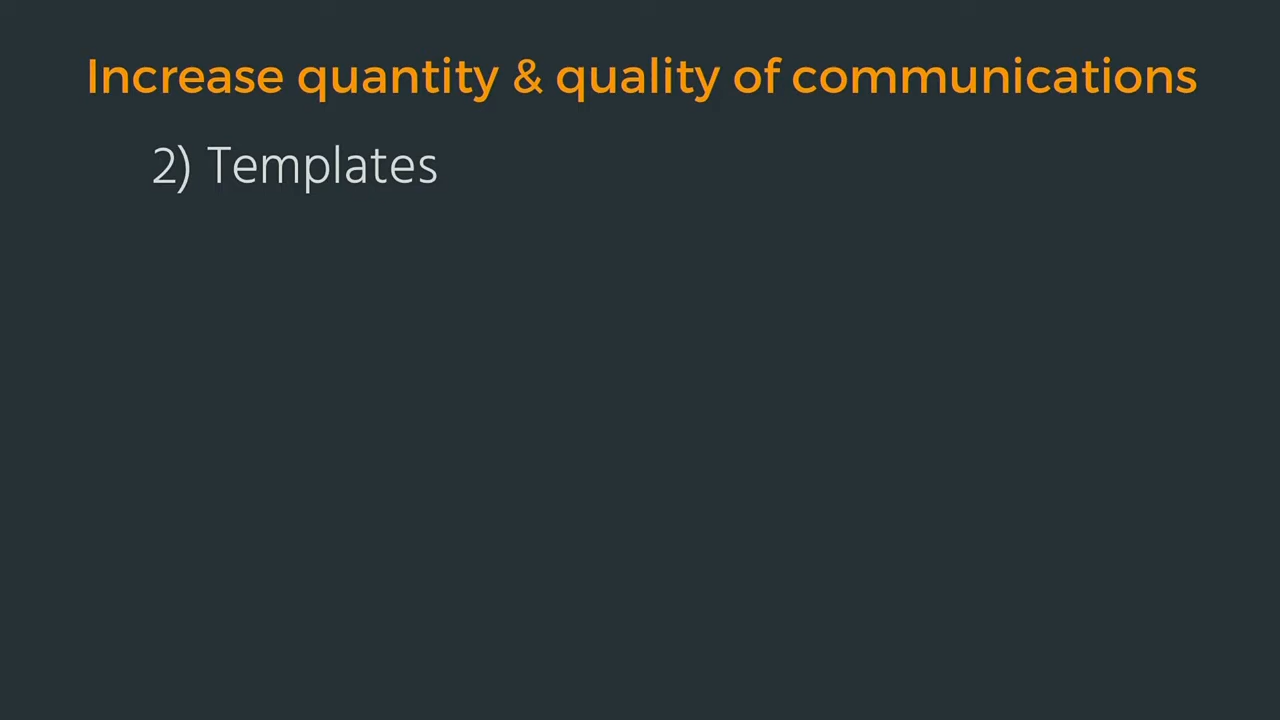 Increase quantity & quality of communications
2) Templates